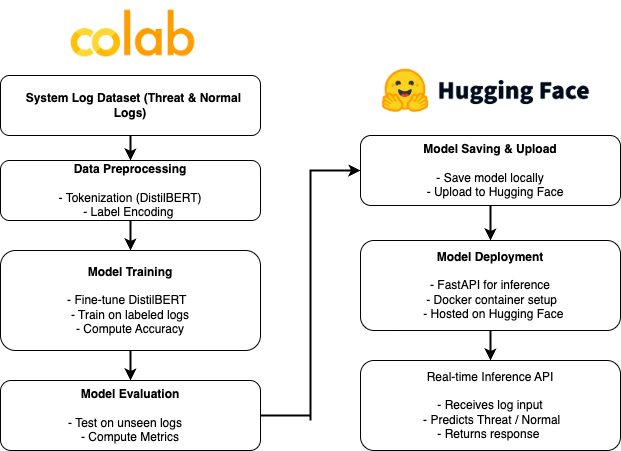 colab
System Log Dataset (Threat & Normal
Logs)
Data Preprocessing
- Tokenization (DistilBERT)
- Label Encoding
Model Training
- Fine-tune DistilBERT
- Train on labeled logs
- Compute Accuracy
Model Evaluation
- Test on unseen logs
- Compute Metrics
Hugging Face
Model Saving & Upload
- Save model locally
- Upload to Hugging Face
Model Deployment
- FastAPI for inference
- Docker container setup
- Hosted on Hugging Face
Real-time Inference API
- Receives log input
- Predicts Threat / Normal
- Returns response